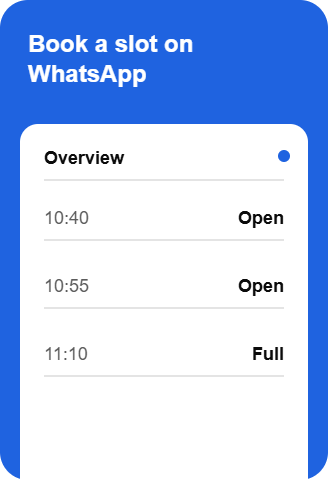 Book a slot on
WhatsApp
Overview
10:40 Open
10:55 Open
11:10 Full